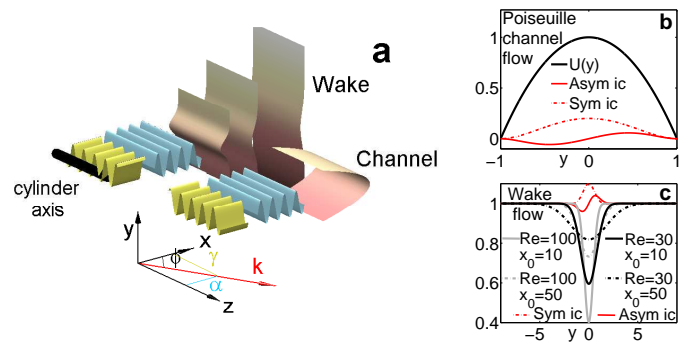 a
Wake
Channel
cylinder
axis
y
x
ϕ
γ
k
α
z
b
Poiseuille
channel
flow
U(y)
Asym ic
Sym ic
1
0.5
0
−1
0
1
y
c
Wake
flow
1
0.8
0.6
0.4
Re=100
x0=10
Re=30
x0=10
Re=100
x0=50
Re=30
x0=50
Sym ic
Asym ic
−5
y
0
5